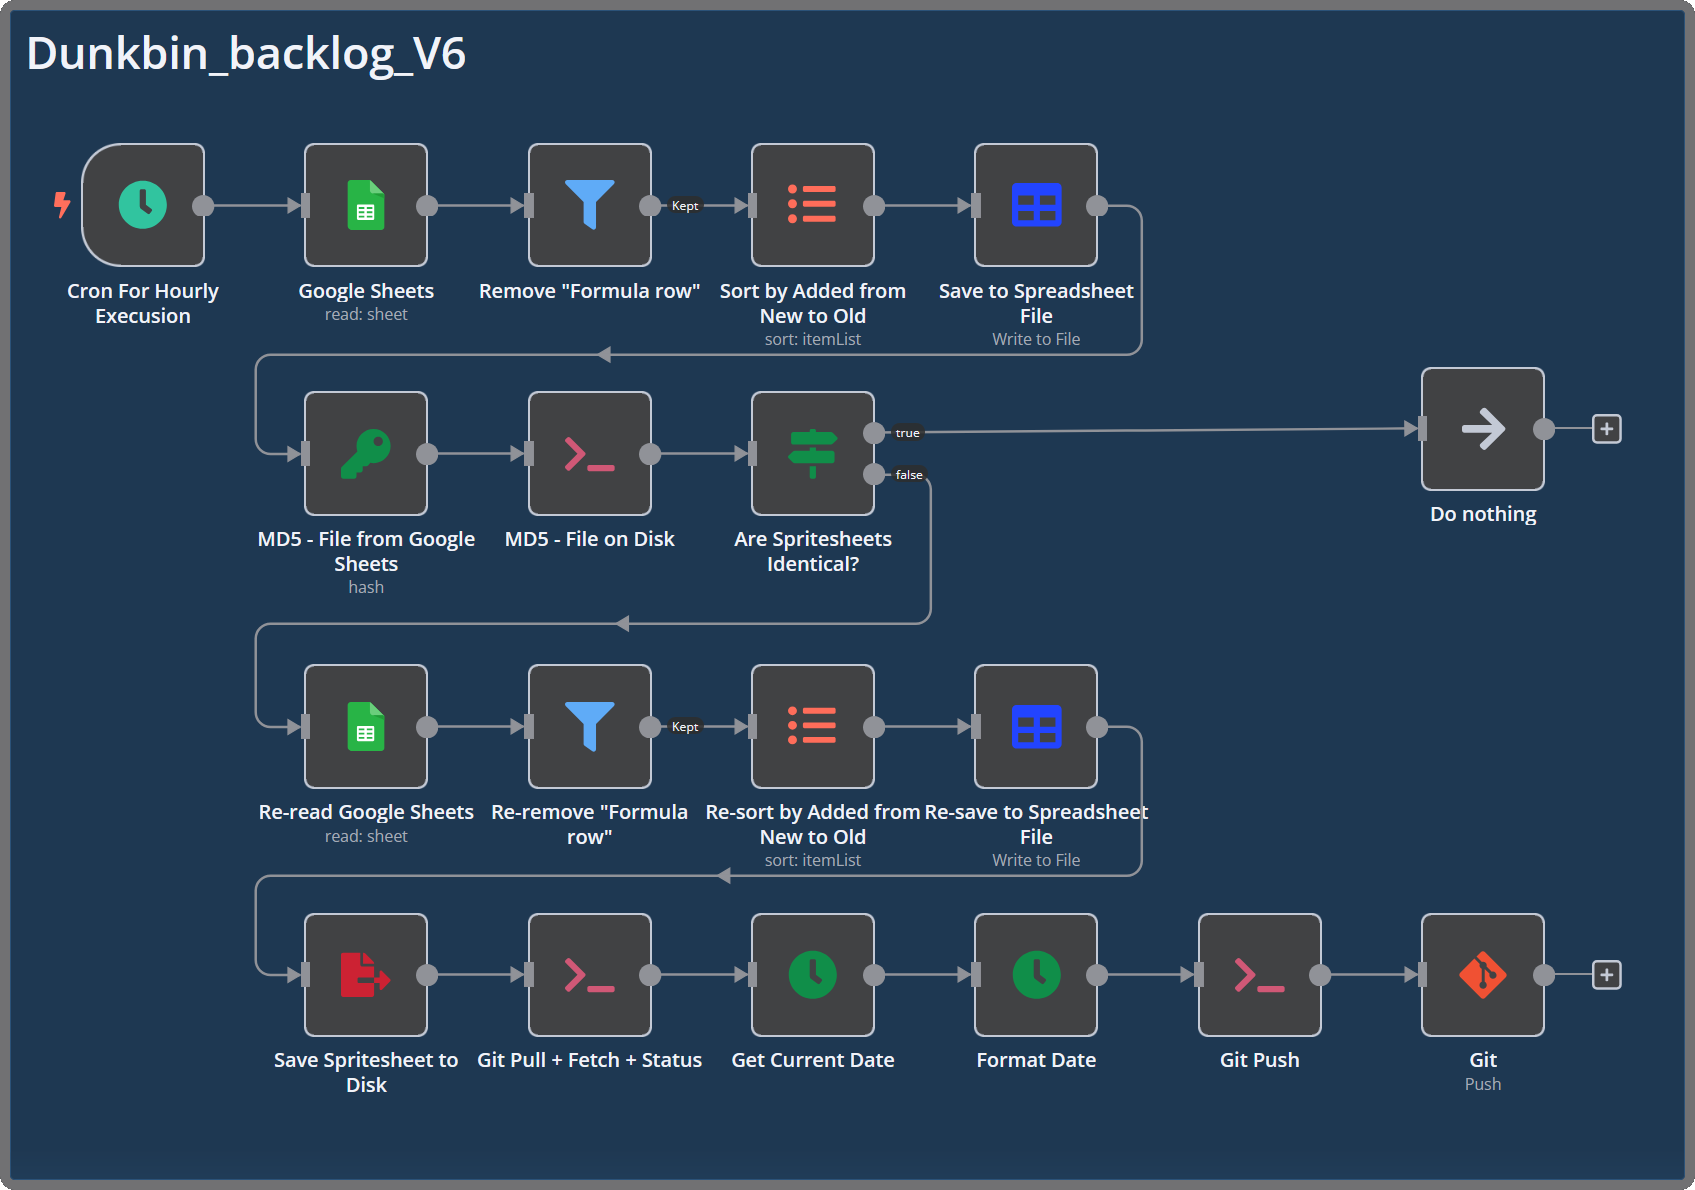 Dunkbin_backlog_V6
Kept
Cron For Hourly
Execusion
Google Sheets
read: sheet
Remove "Formula row"
Sort by Added from
New to Old
sort: itemList
Save to Spreadsheet
File
Write to File
true
false
MD5 - File from Google
Sheets
hash
MD5 - File on Disk
Are Spritesheets
Identical?
Do nothing
Kept
Re-read Google Sheets
read: sheet
Re-remove "Formula
row"
Re-sort by Added from
New to Old
sort: itemList
Re-save to Spreadsheet
File
Write to File
Save Spritesheet to
Disk
Git Pull + Fetch + Status
Get Current Date
Format Date
Git Push
Git
Push